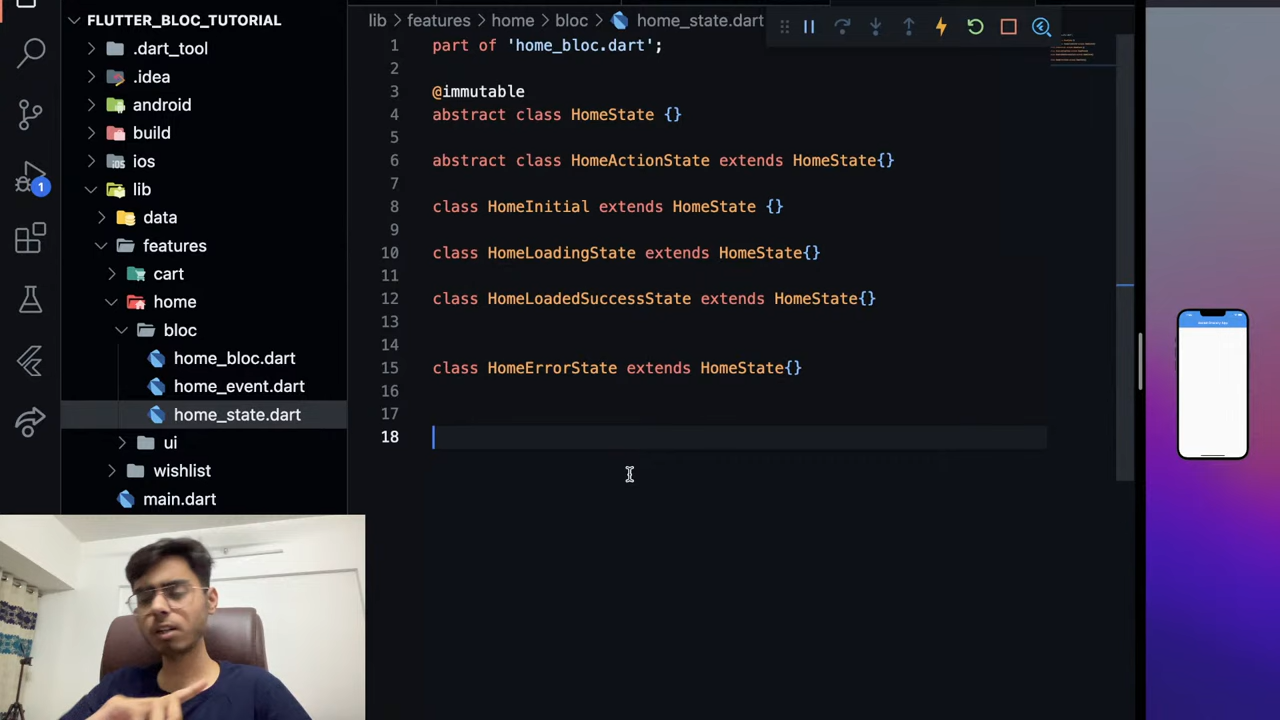 FLUTTER_BLOC_TUTORIAL
.dart_tool
.idea
android
build
ios
lib
data
features
cart
home
bloc
home_bloc.dart
home_event.dart
home_state.dart
ui
wishlist
main.dart
1
lib > features > home > bloc > home_state.dart
1 part of 'home_bloc.dart';
2
3 @immutable
4 abstract class HomeState {}
5
6 abstract class HomeActionState extends HomeState{}
7
8 class HomeInitial extends HomeState {}
9
10 class HomeLoadingState extends HomeState{}
11
12 class HomeLoadedSuccessState extends HomeState{}
13
14
15 class HomeErrorState extends HomeState{}
16
17
18